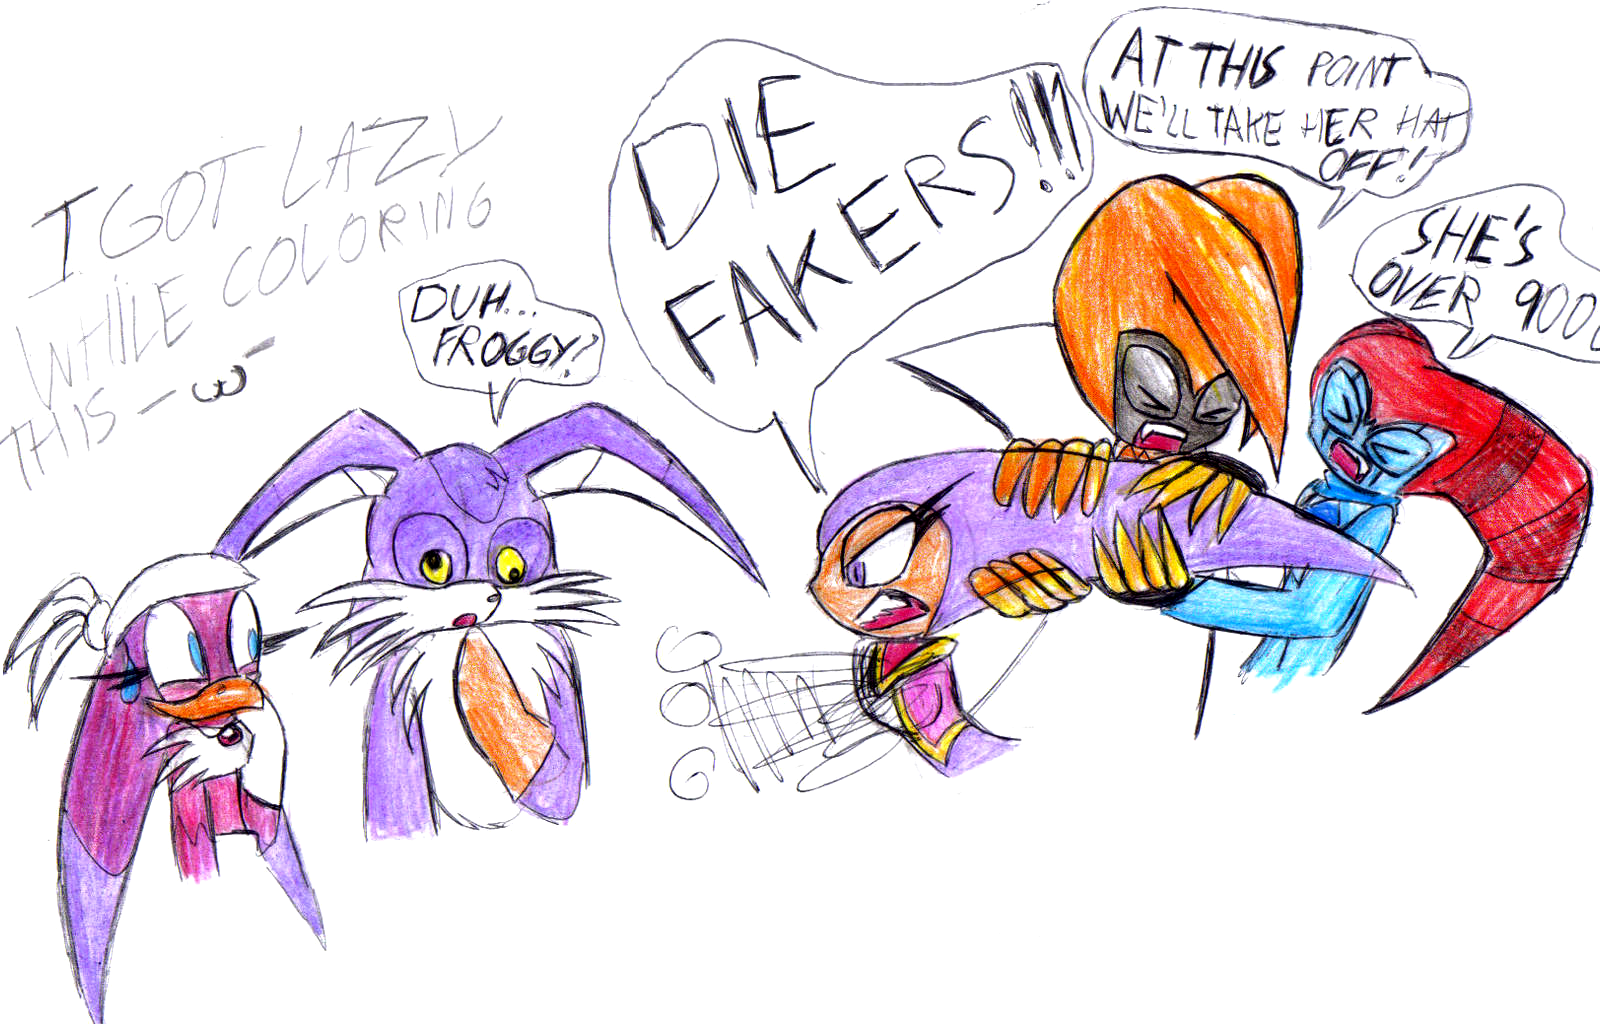 I GOT LAZY
WHILE COLORING
THIS -ω-
DUH...
FROGGY?
DIE
FAKERS!!!
AT THIS POINT
WE'LL TAKE HER HAT
OFF!
SHE'S
OVER 900